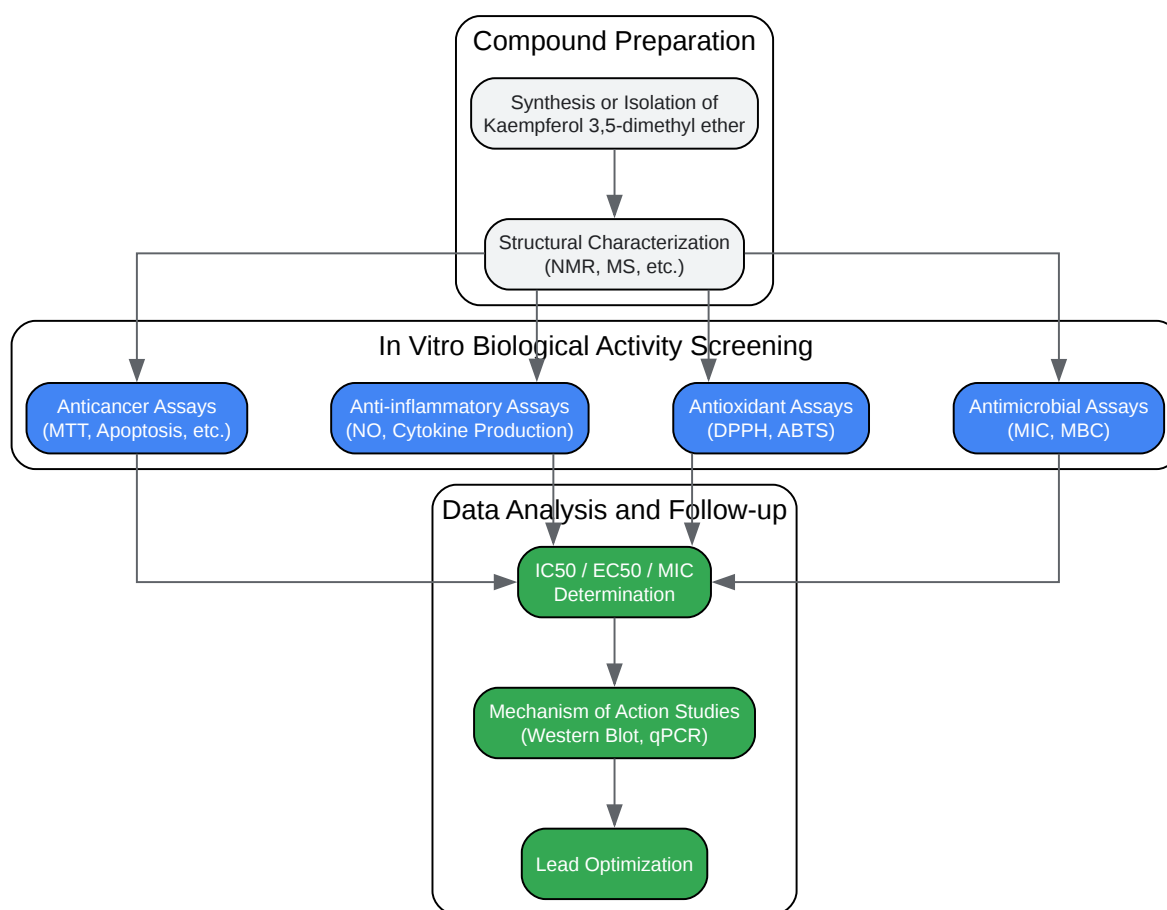 Compound Preparation
Synthesis or Isolation of
Kaempferol 3,5-dimethyl ether
Structural Characterization
(NMR, MS, etc.)
In Vitro Biological Activity Screening
Anticancer Assays
(MTT, Apoptosis, etc.)
Anti-inflammatory Assays
(NO, Cytokine Production)
Antioxidant Assays
(DPPH, ABTS)
Antimicrobial Assays
(MIC, MBC)
Data Analysis and Follow-up
IC50 / EC50 / MIC
Determination
Mechanism of Action Studies
(Western Blot, qPCR)
Lead Optimization